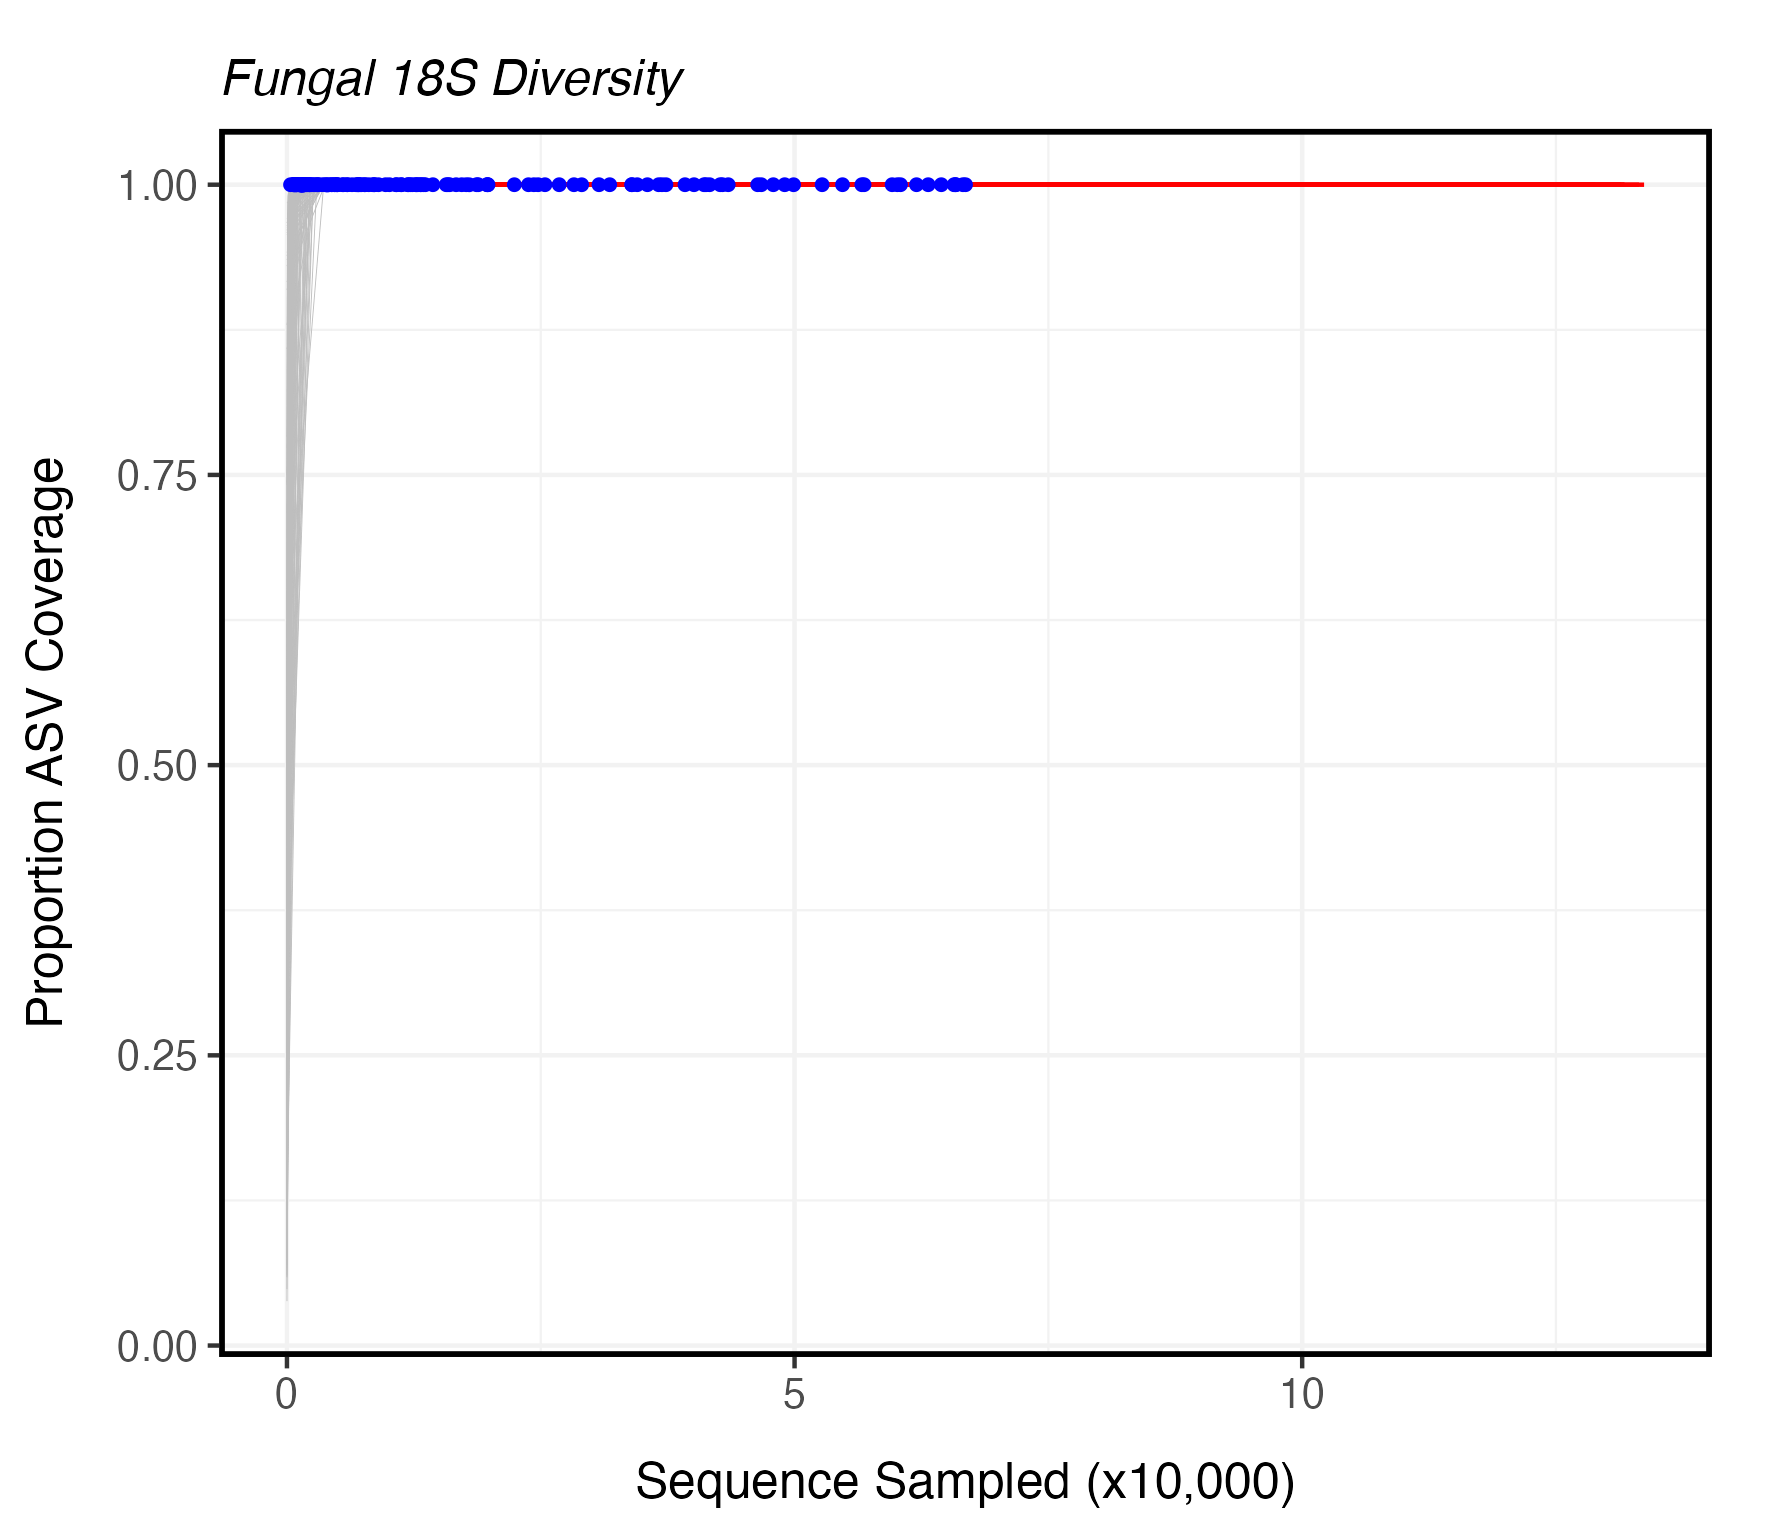 Fungal 18S Diversity
Proportion ASV Coverage
1.00
0.75
0.50
0.25
0.00
0 5 10
Sequence Sampled (x10,000)